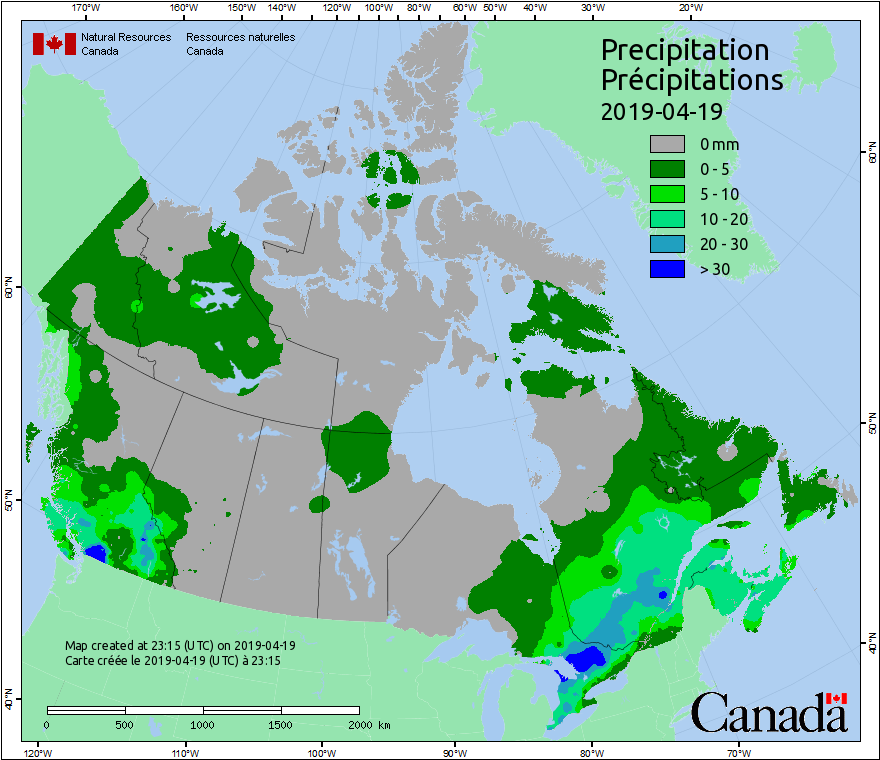 170°W 160°W 150°W 140°W 130°W 120°W 110°W 100°W 90°W 80°W 60°W 50°W 40°W 30°W 20°W
Natural Resources Ressources naturelles
Canada Canada
Precipitation
Précipitations
2019-04-19
0 mm
0 - 5
5 - 10
10 - 20
20 - 30
> 30
60°N
60°N
50°N
50°N
40°N
40°N
Map created at 23:15 (UTC) on 2019-04-19
Carte créée le 2019-04-19 (UTC) à 23:15
0 500 1000 1500 2000 km
Canada
120°W 110°W 100°W 90°W 80°W 70°W